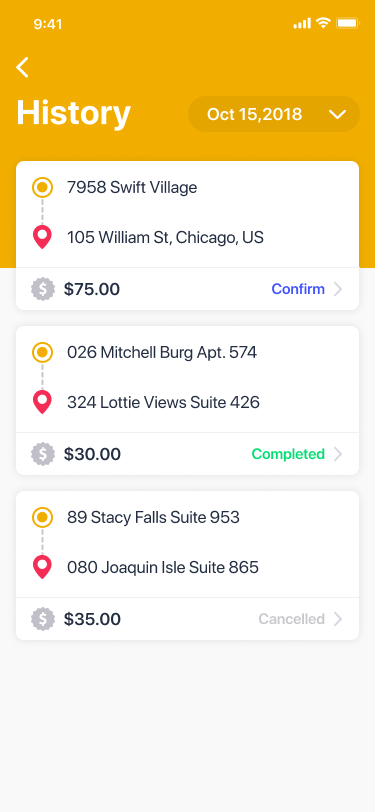 9:41
History
Oct 15,2018
7958 Swift Village
105 William St, Chicago, US
$75.00 Confirm
026 Mitchell Burg Apt. 574
324 Lottie Views Suite 426
$30.00 Completed
89 Stacy Falls Suite 953
080 Joaquin Isle Suite 865
$35.00 Cancelled